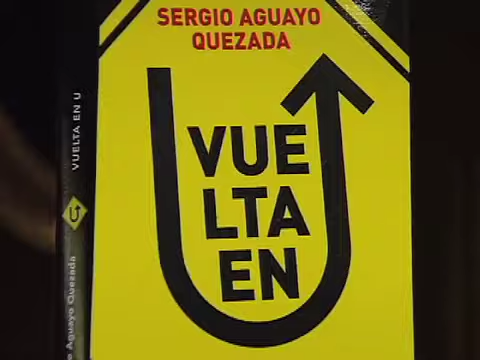 SERGIO AGUAYO
QUEZADA
VUE
LTA
EN
VUELTA EN U
Aguayo Quezada